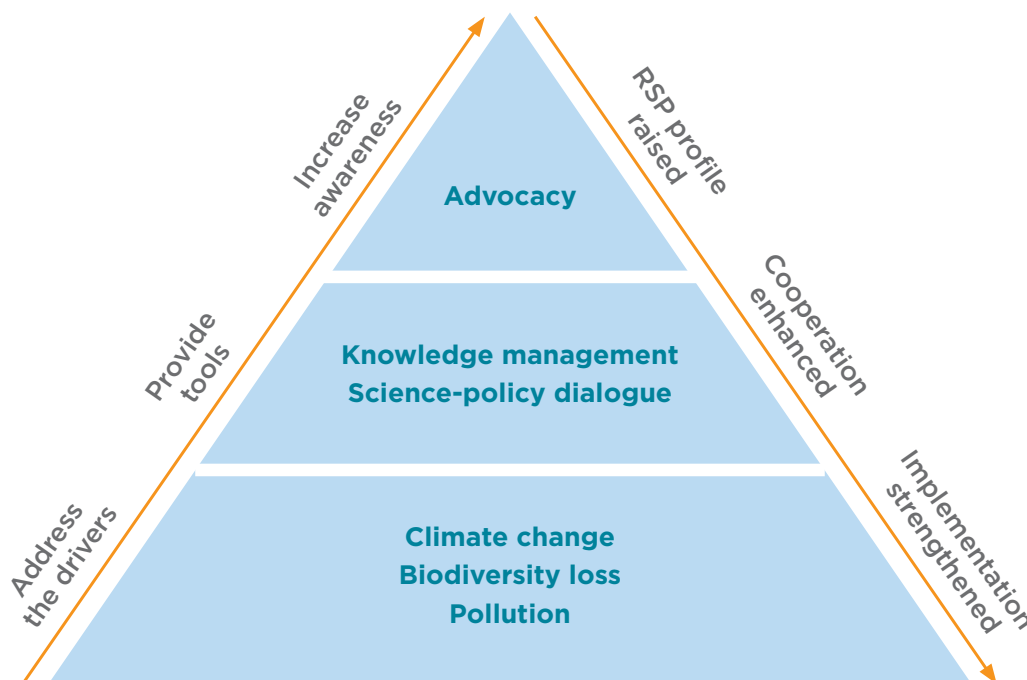 Increase
awareness
RSP profile
raised
Advocacy
Provide
tools
Knowledge management
Science-policy dialogue
Cooperation
enhanced
Address
the drivers
Climate change
Biodiversity loss
Pollution
Implementation
strengthened